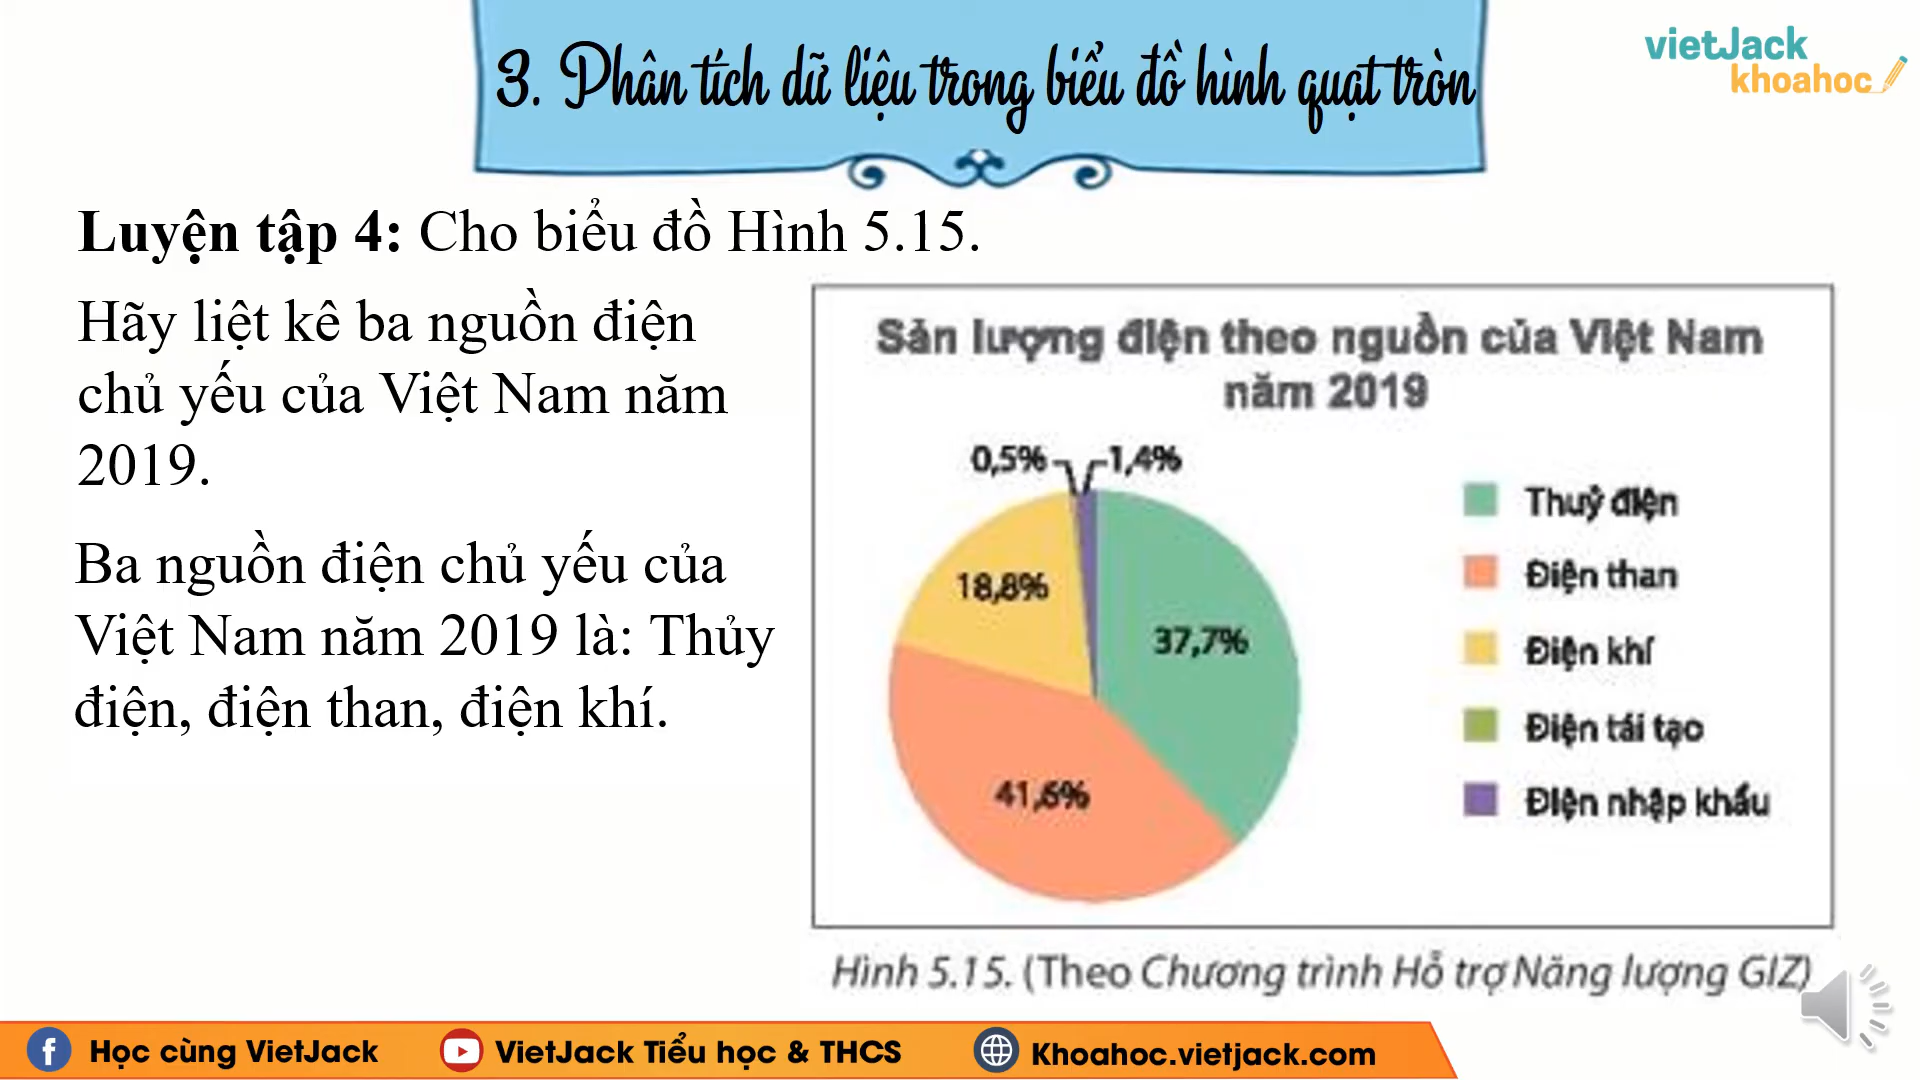 3. Phân tích dữ liệu trong biểu đồ hình quạt tròn
vietJack
khoahoc
Luyện tập 4: Cho biểu đồ Hình 5.15.
Hãy liệt kê ba nguồn điện
chủ yếu của Việt Nam năm
2019.
Ba nguồn điện chủ yếu của
Việt Nam năm 2019 là: Thủy
điện, điện than, điện khí.
Sản lượng điện theo nguồn của Việt Nam
năm 2019
0,5%
1,4%
18,8%
37,7%
41,6%
Thuỷ điện
Điện than
Điện khí
Điện tái tạo
Điện nhập khẩu
Hình 5.15. (Theo Chương trình Hỗ trợ Năng lượng GIZ)
Học cùng VietJack
VietJack Tiểu học & THCS
Khoahoc.vietjack.com